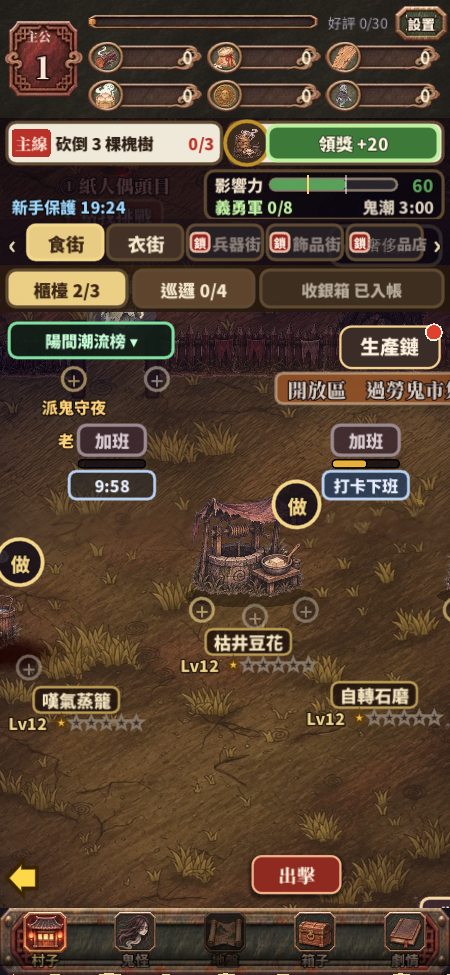 主公
1
好評 0/30
設置
0
0
0
0
0
0
主線 砍倒 3 棵槐樹 0/3
領獎 +20
①紙人偶頭目
影響力 60
新手保護 19:24
義勇軍 0/8
鬼潮 3:00
‹ 食街
衣街
鎖 兵器街
鎖 飾品街
鎖 奢侈品店 ›
櫃檯 2/3
巡邏 0/4
收銀箱 已入帳
陽間潮流榜 ▾
生產鏈
開放區 過勞鬼市
派鬼守夜
老 加班
加班
9:58
打卡下班
做
做
枯井豆花
Lv12 ★☆☆☆☆☆
嘆氣蒸籠
Lv12 ★☆☆☆☆☆
自轉石磨
Lv12 ★☆☆☆☆☆
出擊
村子
鬼怪
地盤
箱子
劇情